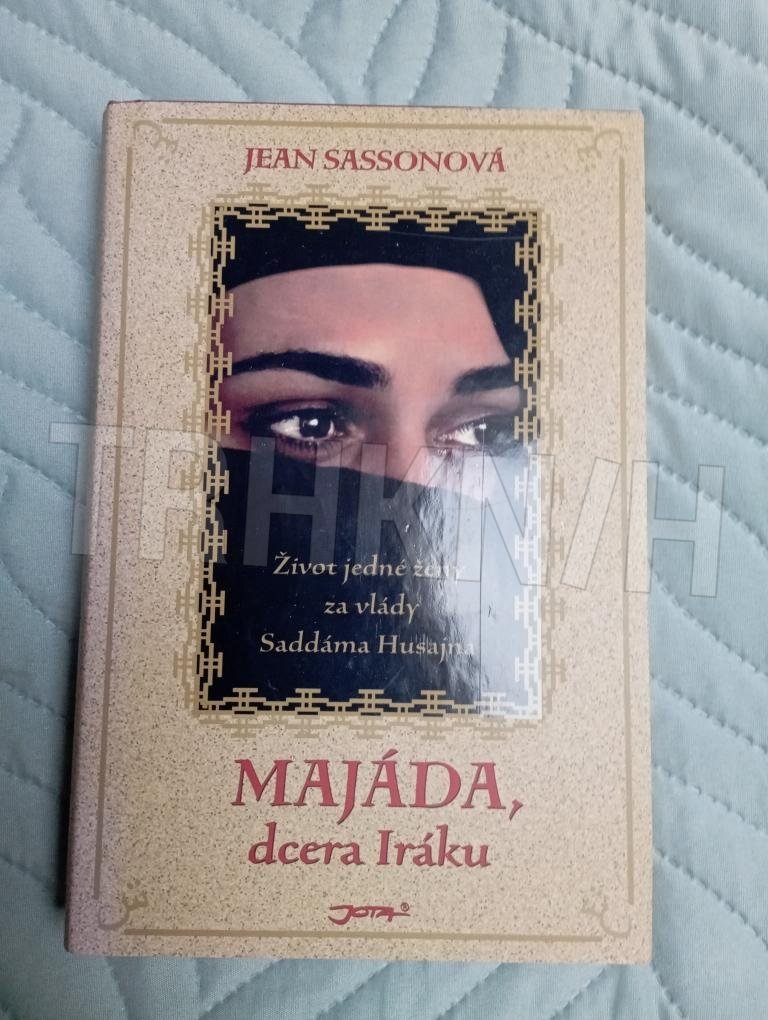 JEAN SASSONOVÁ
TRHKNIH
Život jedné ženy
za vlády
Saddáma Husajna
MAJÁDA,
dcera Iráku
JOTA®